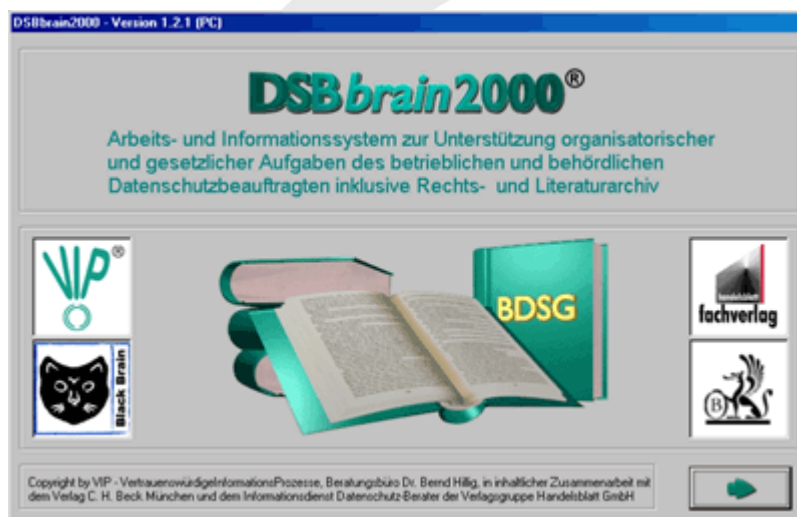 DSBbrain2000 - Version 1.2.1 (PC)
DSBbrain2000®
Arbeits- und Informationssystem zur Unterstützung organisatorischer
und gesetzlicher Aufgaben des betrieblichen und behördlichen
Datenschutzbeauftragten inklusive Rechts- und Literaturarchiv
VIP®
BDSG
handelsblatt
fachverlag
Black Brain
B
Copyright by VIP - VertrauenswürdigeInformationsProzesse, Beratungsbüro Dr. Bernd Hillig, in inhaltlicher Zusammenarbeit mit
dem Verlag C. H. Beck München und dem Informationsdienst Datenschutz-Berater der Verlagsgruppe Handelsblatt GmbH